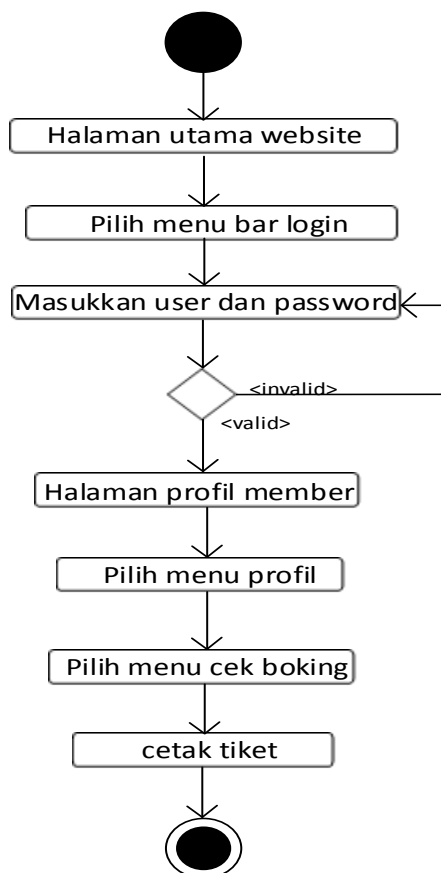 Halaman utama website
Pilih menu bar login
Masukkan user dan password
<invalid>
<valid>
Halaman profil member
Pilih menu profil
Pilih menu cek boking
cetak tiket